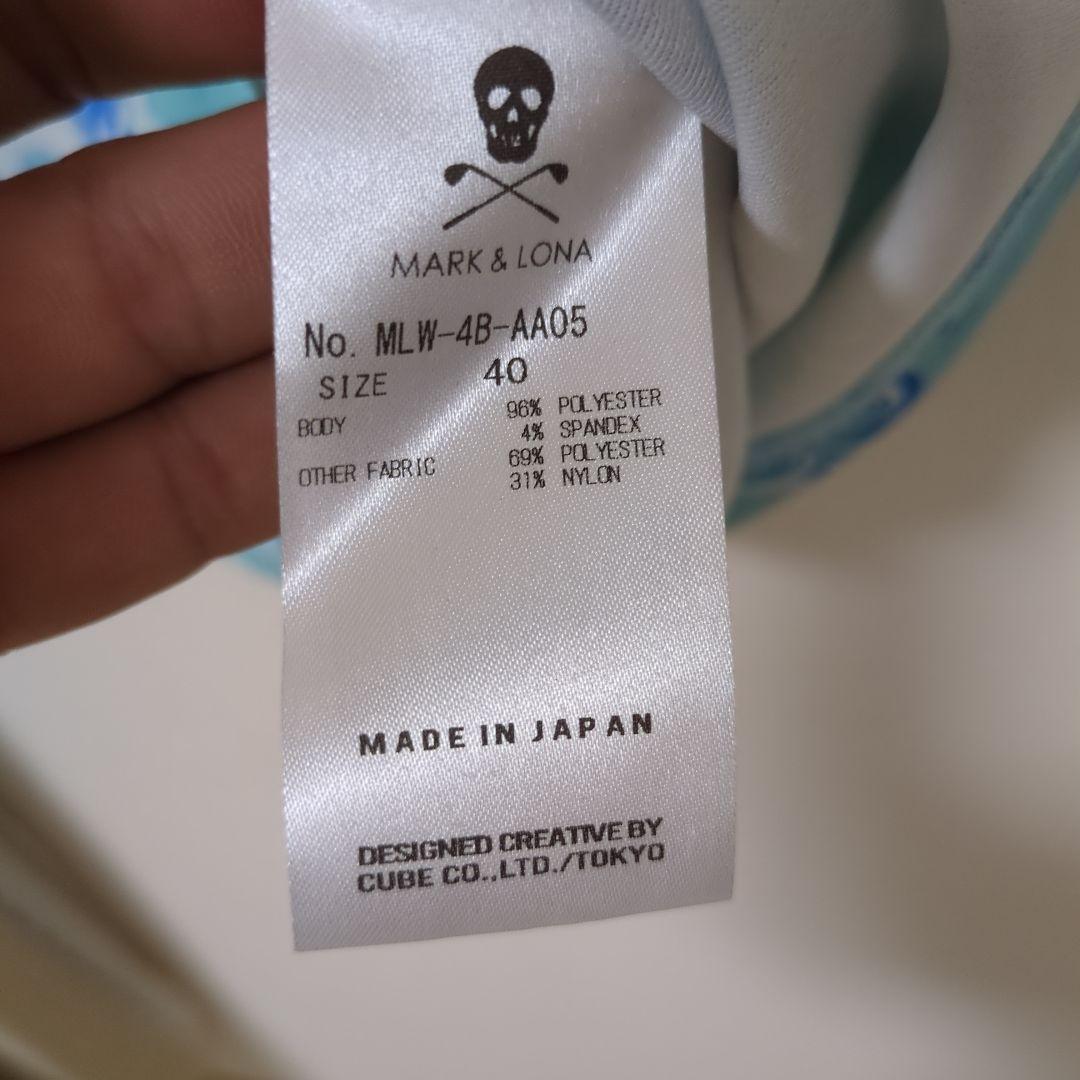 MARK & LONA
No. MLW-4B-AA05
SIZE 40
BODY 96% POLYESTER
4% SPANDEX
OTHER FABRIC 69% POLYESTER
31% NYLON
MADE IN JAPAN
DESIGNED CREATIVE BY
CUBE CO.,LTD./TOKYO